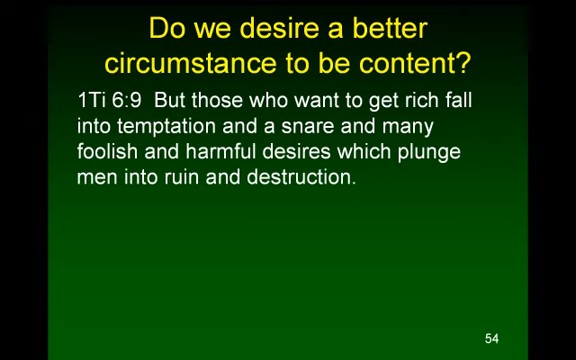 Do we desire a better
circumstance to be content?
1Ti 6:9  But those who want to get rich fall
into temptation and a snare and many
foolish and harmful desires which plunge
men into ruin and destruction.
54